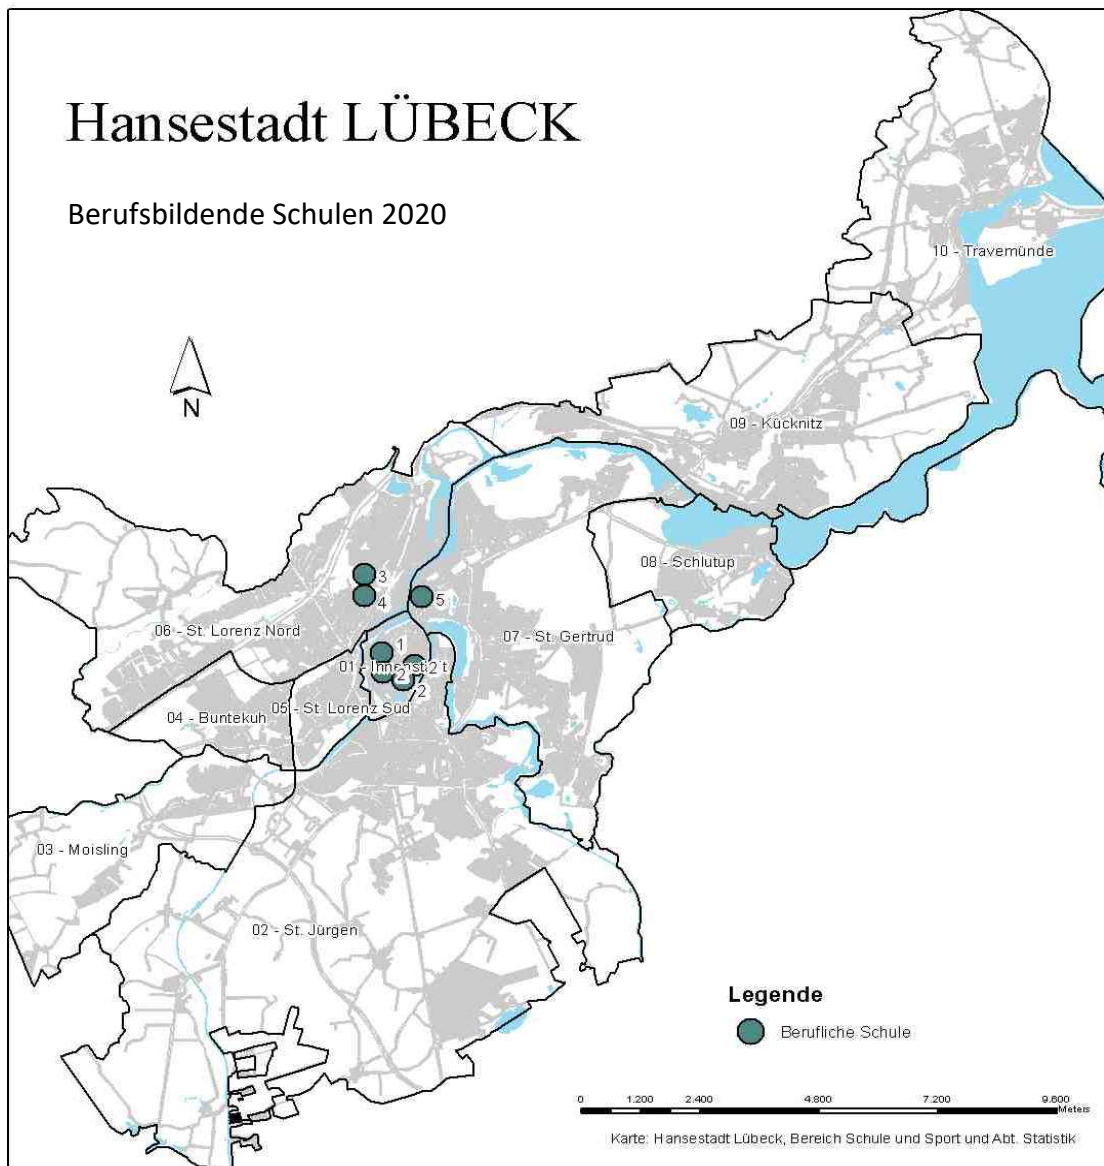 Hansestadt LÜBECK
Berufsbildende Schulen 2020
10 - Travemünde
N
09 - Kücknitz
08 - Schlutup
3
4
5
06 - St. Lorenz Nord
07 - St. Gertrud
1
01 - Innenstadt
2
2
2
05 - St. Lorenz Süd
04 - Buntekuh
03 - Moisling
02 - St. Jürgen
Legende
Berufliche Schule
0 1.200 2.400 4.800 7.200 9.600
Meters
Karte: Hansestadt Lübeck, Bereich Schule und Sport und Abt. Statistik